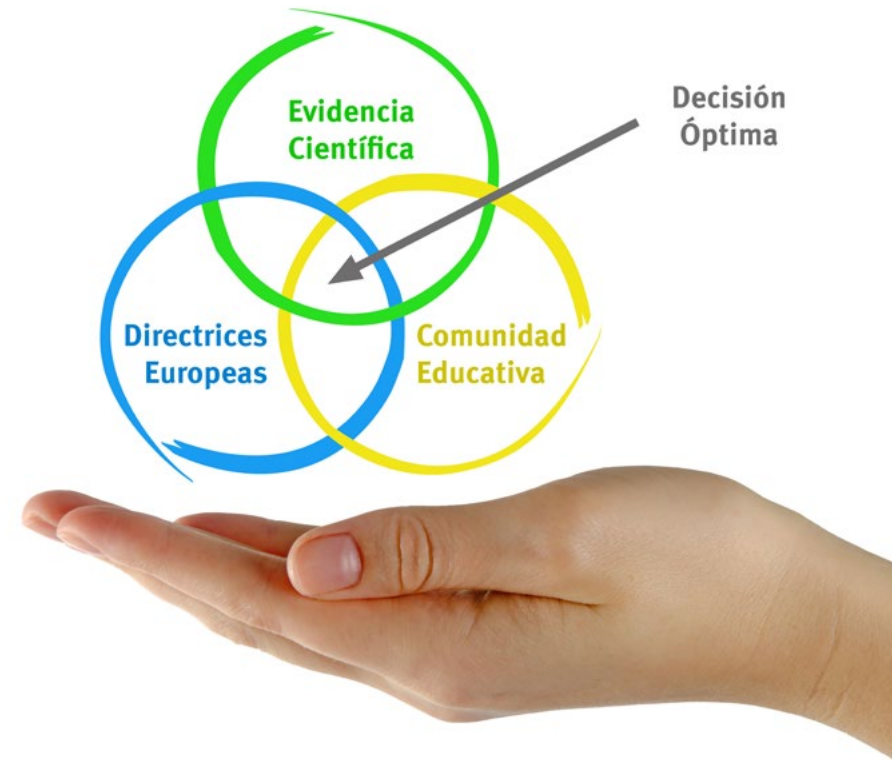 Evidencia
Científica
Decisión
Óptima
Directrices
Europeas
Comunidad
Educativa